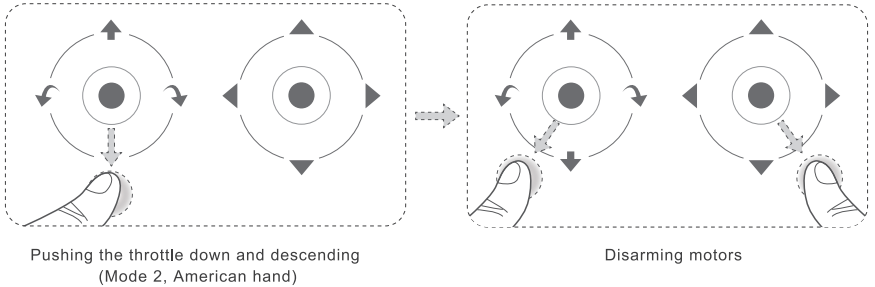 Pushing the throttle down and descending
(Mode 2, American hand)
Disarming motors